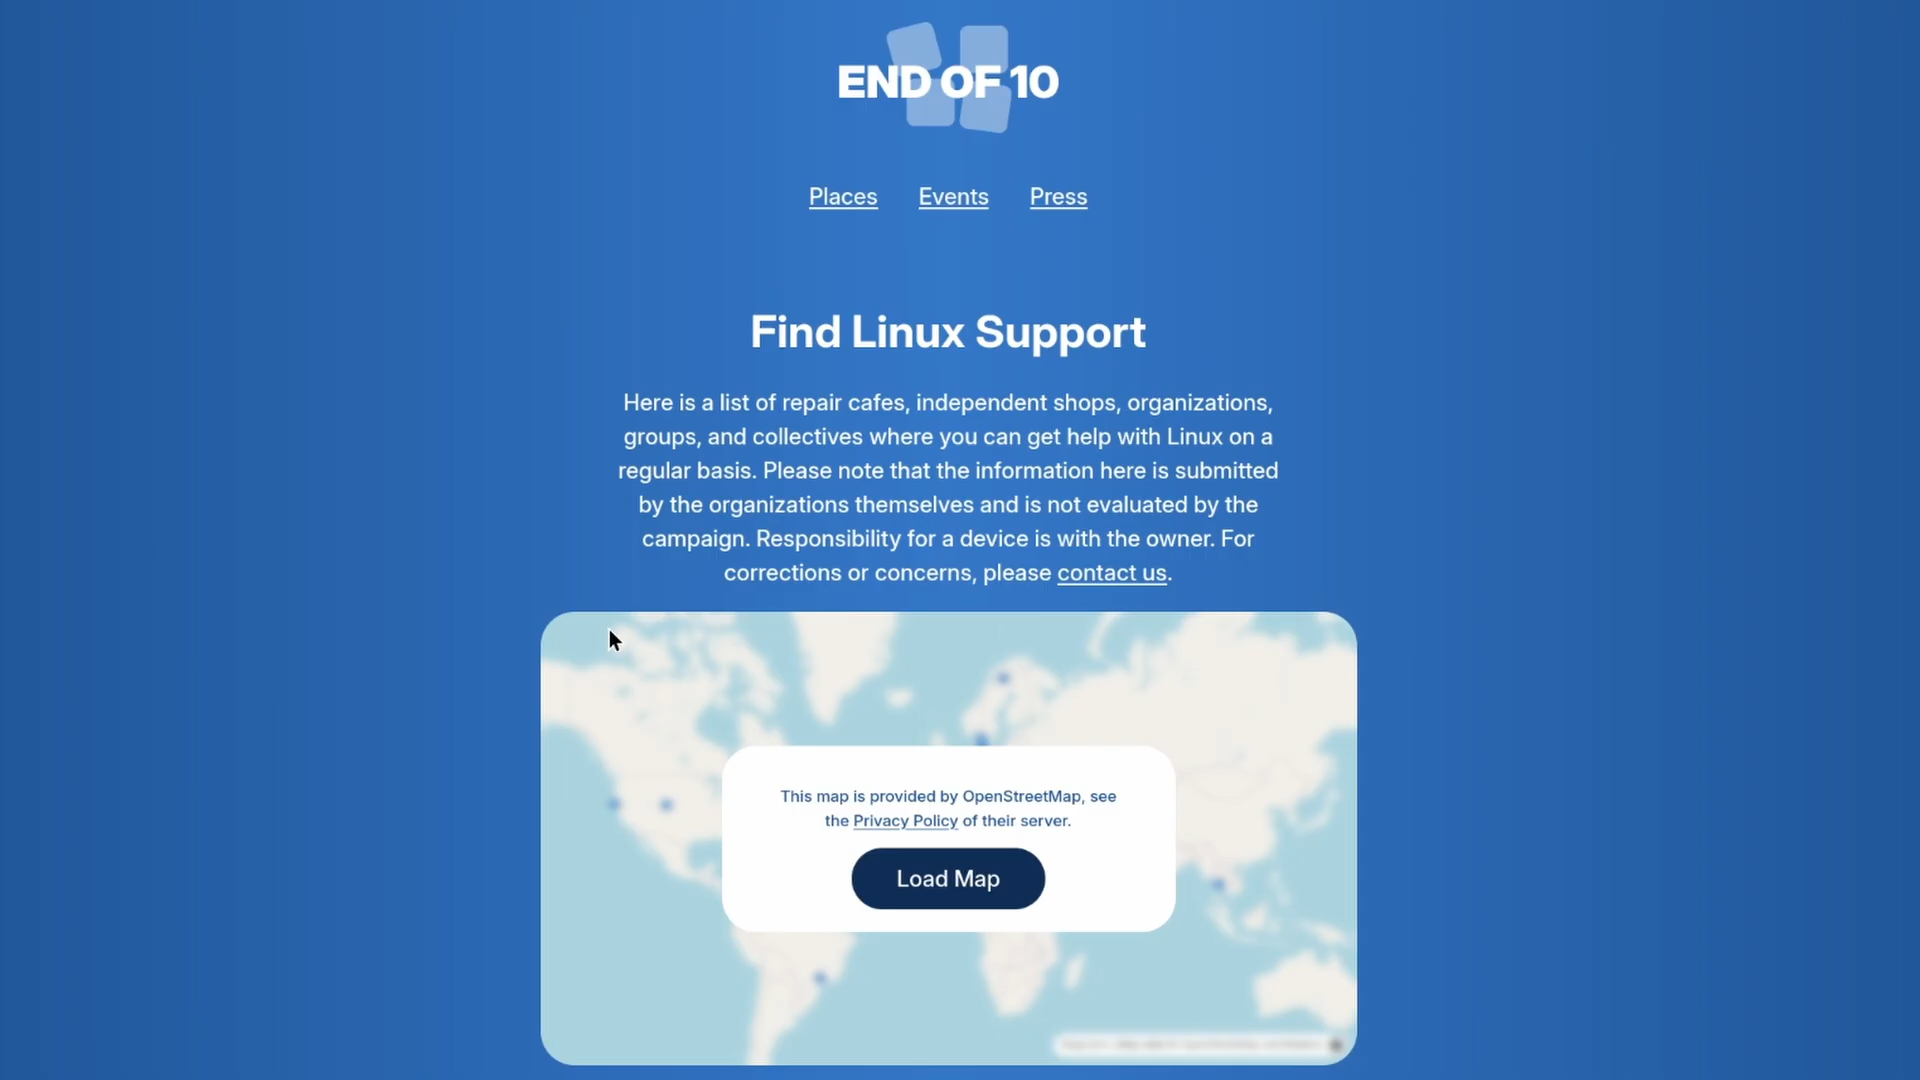 END OF 10
Places Events Press
Find Linux Support
Here is a list of repair cafes, independent shops, organizations,
groups, and collectives where you can get help with Linux on a
regular basis. Please note that the information here is submitted
by the organizations themselves and is not evaluated by the
campaign. Responsibility for a device is with the owner. For
corrections or concerns, please contact us.
This map is provided by OpenStreetMap, see
the Privacy Policy of their server.
Load Map